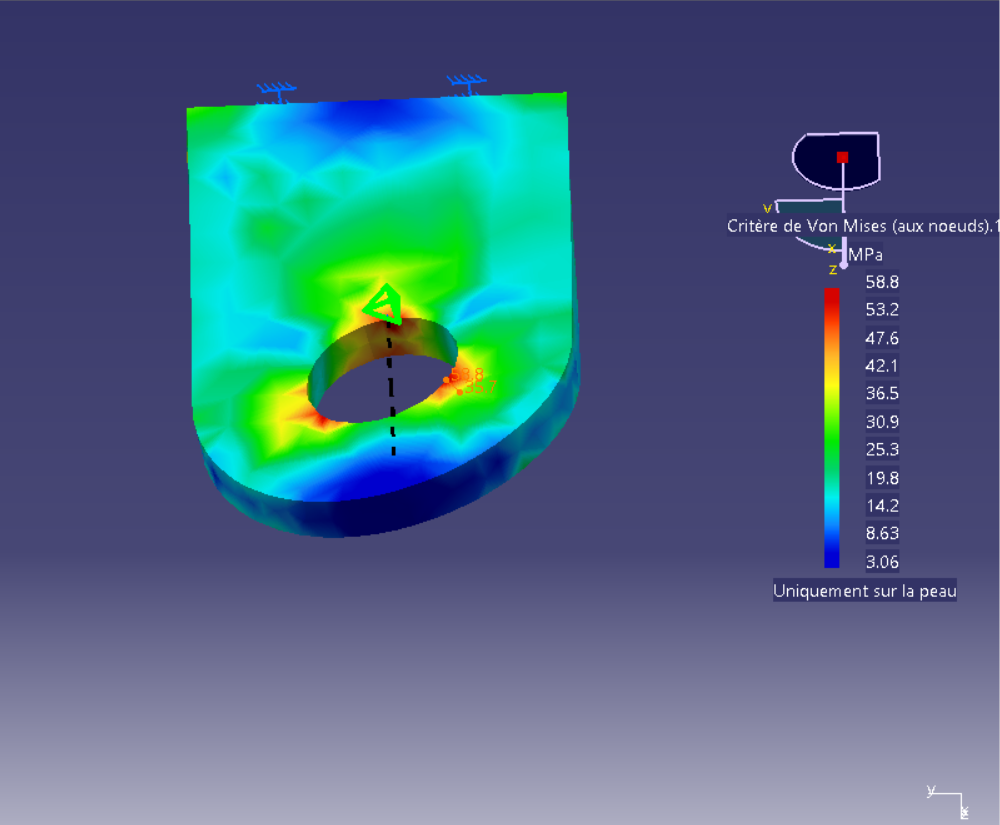 y
Critère de Von Mises (aux noeuds).1
x
z
MPa
58.8
53.2
47.6
42.1
36.5
30.9
25.3
19.8
14.2
8.63
3.06
58.8
35.7
Uniquement sur la peau
y